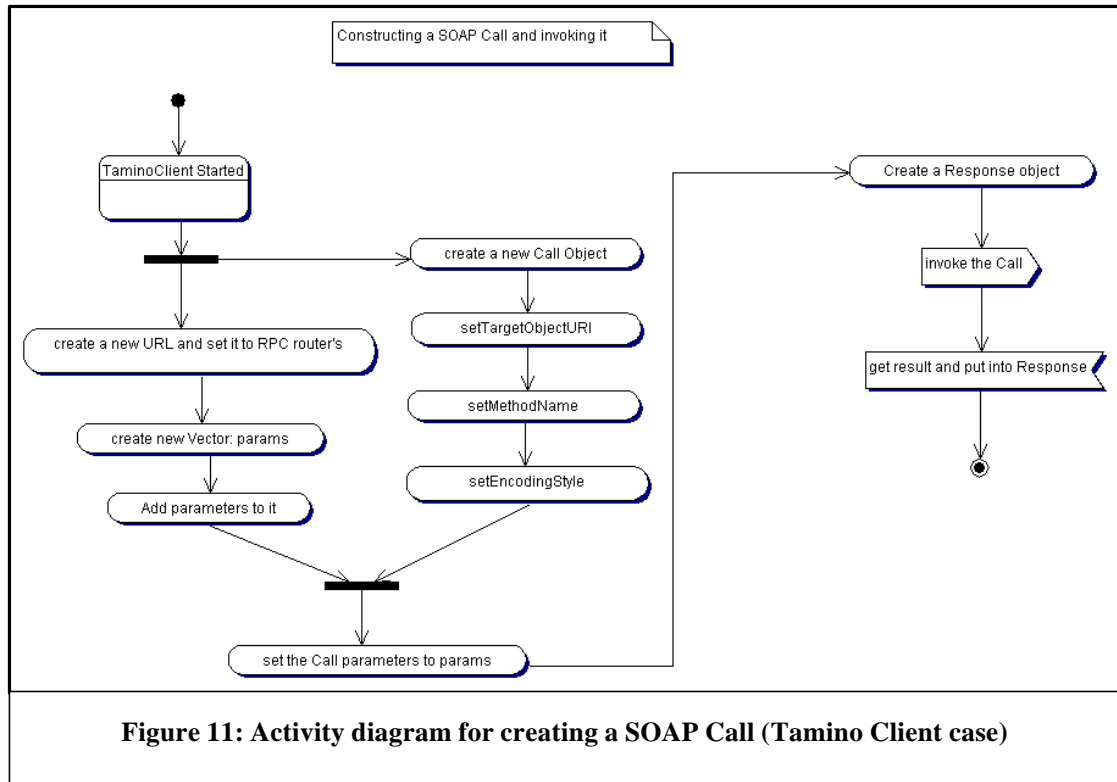 Constructing a SOAP Call and invoking it
TaminoClient Started
create a new URL and set it to RPC router's
create new Vector: params
Add parameters to it
create a new Call Object
setTargetObjectURI
setMethodName
setEncodingStyle
set the Call parameters to params
Create a Response object
invoke the Call
get result and put into Response
Figure 11: Activity diagram for creating a SOAP Call (Tamino Client case)